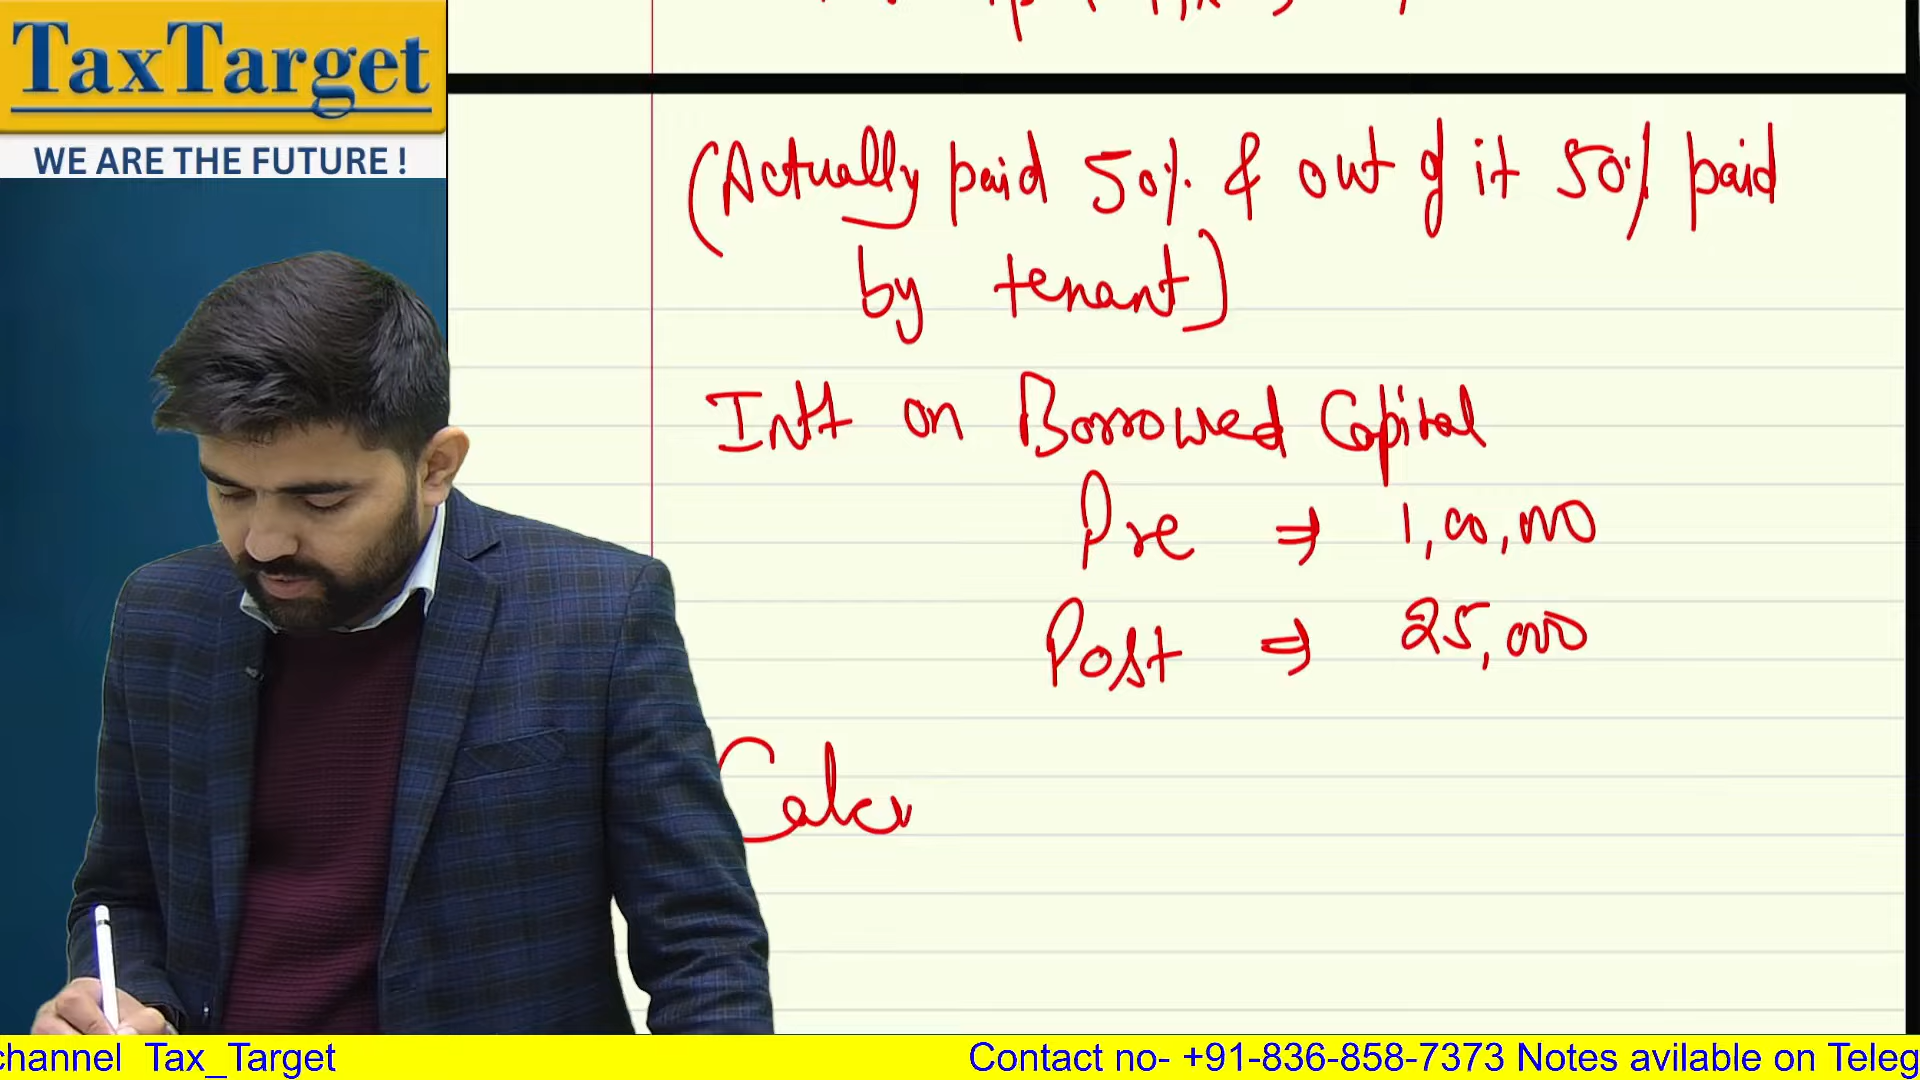 TaxTarget
WE ARE THE FUTURE !
(Actually paid 50% & out of it 50% paid
by tenant)
Intt on Borrowed Capital
Pre ⇒ 1,00,000
Post ⇒ 25,000
Calcu
channel Tax_Target
Contact no- +91-836-858-7373 Notes avilable on Teleg